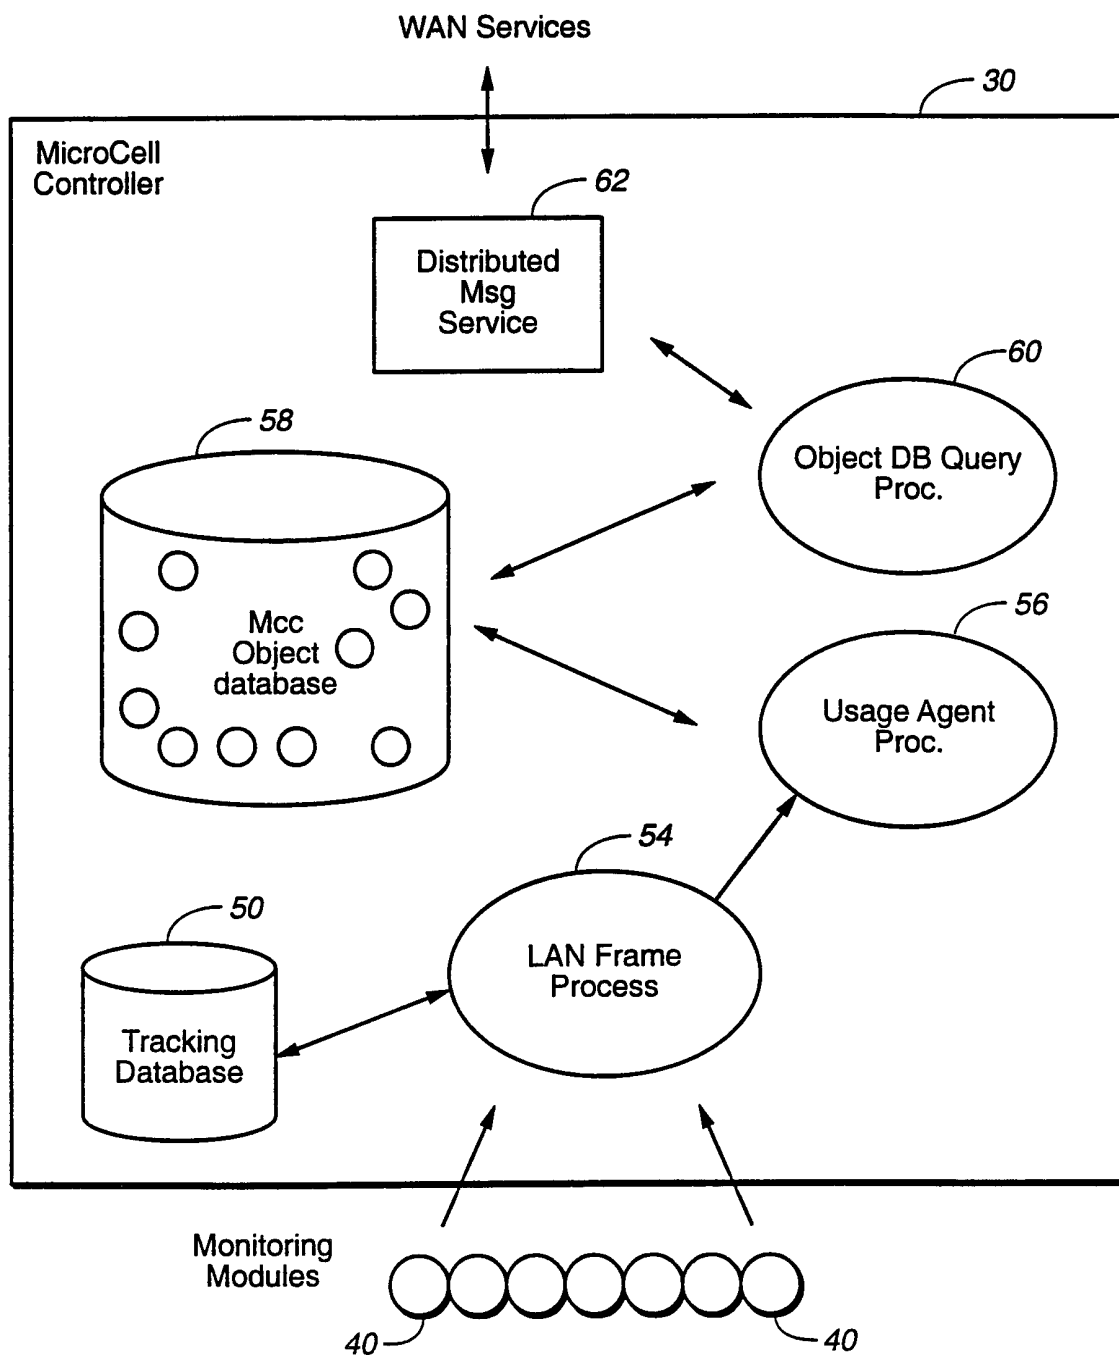 WAN Services
30
MicroCell
Controller
62
Distributed
Msg
Service
60
Object DB Query
Proc.
58
Mcc
Object
database
56
Usage Agent
Proc.
54
LAN Frame
Process
50
Tracking
Database
Monitoring
Modules
40
40